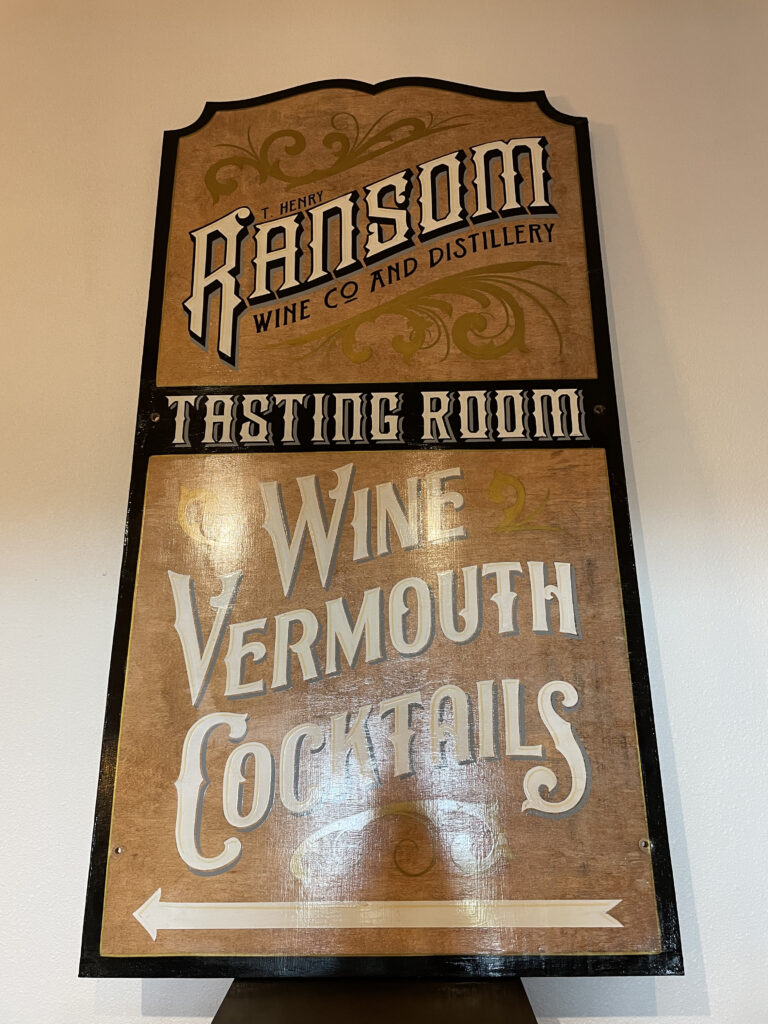 T. HENRY
RANSOM
WINE CO AND DISTILLERY
TASTING ROOM
WINE
VERMOUTH
COCKTAILS